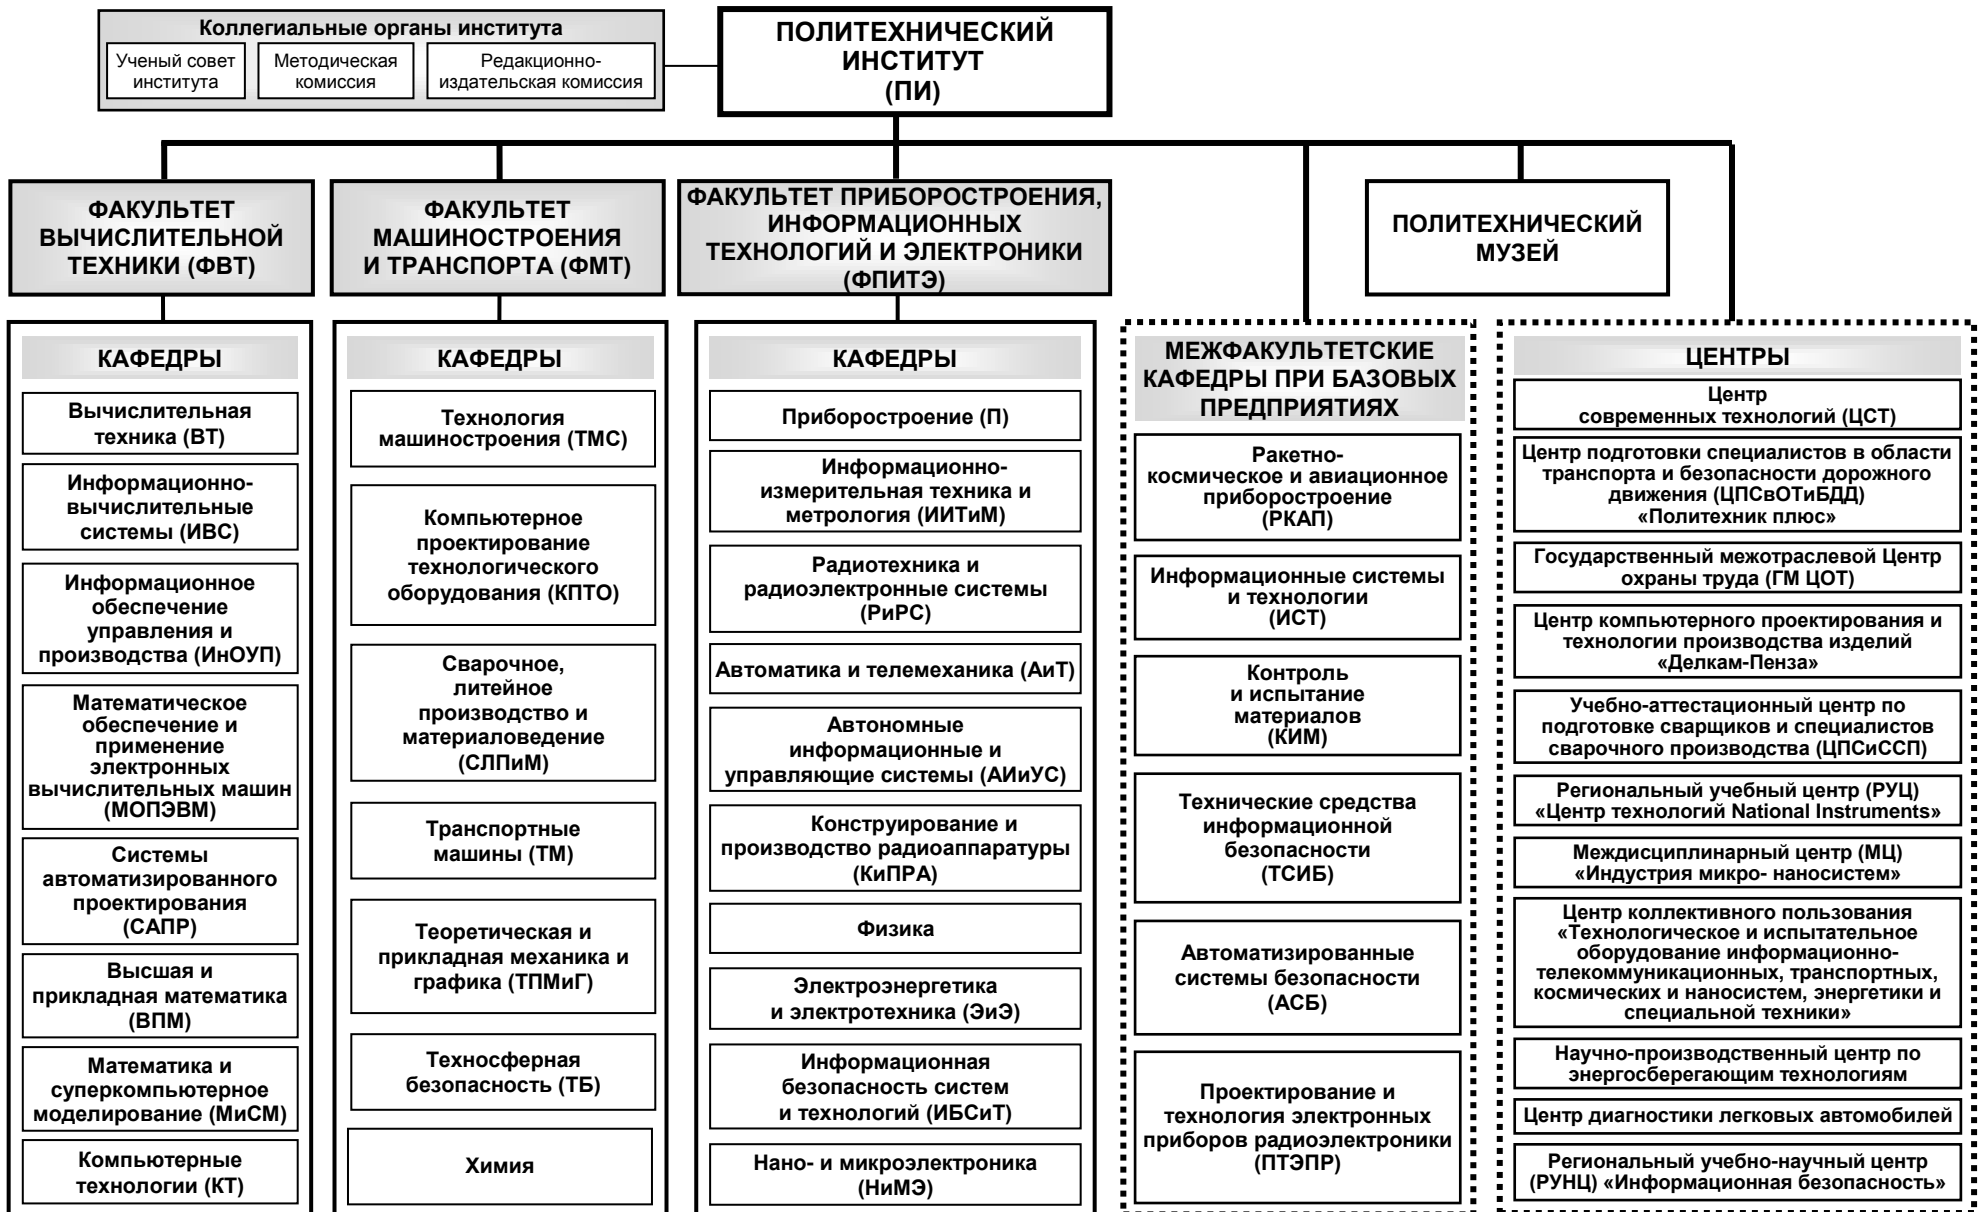 Коллегиальные органы института
Ученый совет
института
Методическая
комиссия
Редакционно-
издательская комиссия
ПОЛИТЕХНИЧЕСКИЙ
ИНСТИТУТ
(ПИ)
ФАКУЛЬТЕТ
ВЫЧИСЛИТЕЛЬНОЙ
ТЕХНИКИ (ФВТ)
ФАКУЛЬТЕТ
МАШИНОСТРОЕНИЯ
И ТРАНСПОРТА (ФМТ)
ФАКУЛЬТЕТ ПРИБОРОСТРОЕНИЯ,
ИНФОРМАЦИОННЫХ
ТЕХНОЛОГИЙ И ЭЛЕКТРОНИКИ
(ФПИТЭ)
ПОЛИТЕХНИЧЕСКИЙ
МУЗЕЙ
КАФЕДРЫ
Вычислительная
техника (ВТ)
Информационно-
вычислительные
системы (ИВС)
Информационное
обеспечение
управления и
производства (ИнОУП)
Математическое
обеспечение и
применение
электронных
вычислительных машин
(МОПЭВМ)
Системы
автоматизированного
проектирования
(САПР)
Высшая и
прикладная математика
(ВПМ)
Математика и
суперкомпьютерное
моделирование (МиСМ)
Компьютерные
технологии (КТ)
КАФЕДРЫ
Технология
машиностроения (ТМС)
Компьютерное
проектирование
технологического
оборудования (КПТО)
Сварочное,
литейное
производство и
материаловедение
(СЛПиМ)
Транспортные
машины (ТМ)
Теоретическая и
прикладная механика и
графика (ТПМиГ)
Техносферная
безопасность (ТБ)
Химия
КАФЕДРЫ
Приборостроение (П)
Информационно-
измерительная техника и
метрология (ИИТиМ)
Радиотехника и
радиоэлектронные системы
(РиРС)
Автоматика и телемеханика (АиТ)
Автономные
информационные и
управляющие системы (АИиУС)
Конструирование и
производство радиоаппаратуры
(КиПРА)
Физика
Электроэнергетика
и электротехника (ЭиЭ)
Информационная
безопасность систем
и технологий (ИБСиТ)
Нано- и микроэлектроника
(НиМЭ)
МЕЖФАКУЛЬТЕТСКИЕ
КАФЕДРЫ ПРИ БАЗОВЫХ
ПРЕДПРИЯТИЯХ
Ракетно-
космическое и авиационное
приборостроение
(РКАП)
Информационные системы
и технологии
(ИСТ)
Контроль
и испытание
материалов
(КИМ)
Технические средства
информационной
безопасности
(ТСИБ)
Автоматизированные
системы безопасности
(АСБ)
Проектирование и
технология электронных
приборов радиоэлектроники
(ПТЭПР)
ЦЕНТРЫ
Центр
современных технологий (ЦСТ)
Центр подготовки специалистов в области
транспорта и безопасности дорожного
движения (ЦПСвОТиБДД)
«Политехник плюс»
Государственный межотраслевой Центр
охраны труда (ГМ ЦОТ)
Центр компьютерного проектирования и
технологии производства изделий
«Делкам-Пенза»
Учебно-аттестационный центр по
подготовке сварщиков и специалистов
сварочного производства (ЦПСиССП)
Региональный учебный центр (РУЦ)
«Центр технологий National Instruments»
Междисциплинарный центр (МЦ)
«Индустрия микро- наносистем»
Центр коллективного пользования
«Технологическое и испытательное
оборудование информационно-
телекоммуникационных, транспортных,
космических и наносистем, энергетики и
специальной техники»
Научно-производственный центр по
энергосберегающим технологиям
Центр диагностики легковых автомобилей
Региональный учебно-научный центр
(РУНЦ) «Информационная безопасность»